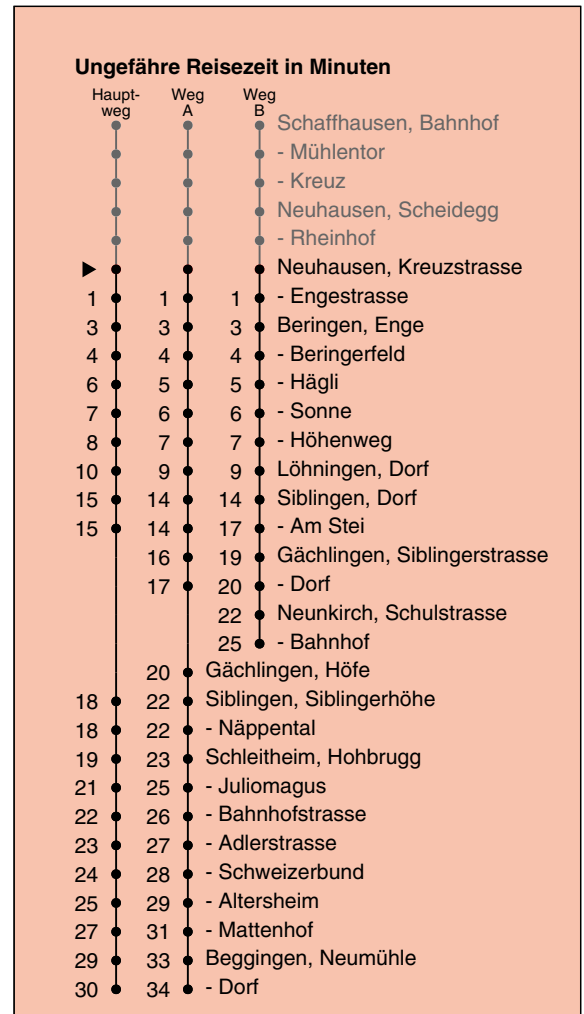 Ungefähre Reisezeit in Minuten
Haupt- Weg Weg
weg A B
Schaffhausen, Bahnhof
- Mühlentor
- Kreuz
Neuhausen, Scheidegg
- Rheinhof
Neuhausen, Kreuzstrasse
1 1 1 - Engestrasse
3 3 3 Beringen, Enge
4 4 4 - Beringerfeld
6 5 5 - Hägli
7 6 6 - Sonne
8 7 7 - Höhenweg
10 9 9 Löhningen, Dorf
15 14 14 Siblingen, Dorf
15 14 17 - Am Stei
16 19 Gächlingen, Siblingerstrasse
17 20 - Dorf
22 Neunkirch, Schulstrasse
25 - Bahnhof
20 Gächlingen, Höfe
18 22 Siblingen, Siblingerhöhe
18 22 - Näppental
19 23 Schleitheim, Hohbrugg
21 25 - Juliomagus
22 26 - Bahnhofstrasse
23 27 - Adlerstrasse
24 28 - Schweizerbund
25 29 - Altersheim
27 31 - Mattenhof
29 33 Beggingen, Neumühle
30 34 - Dorf